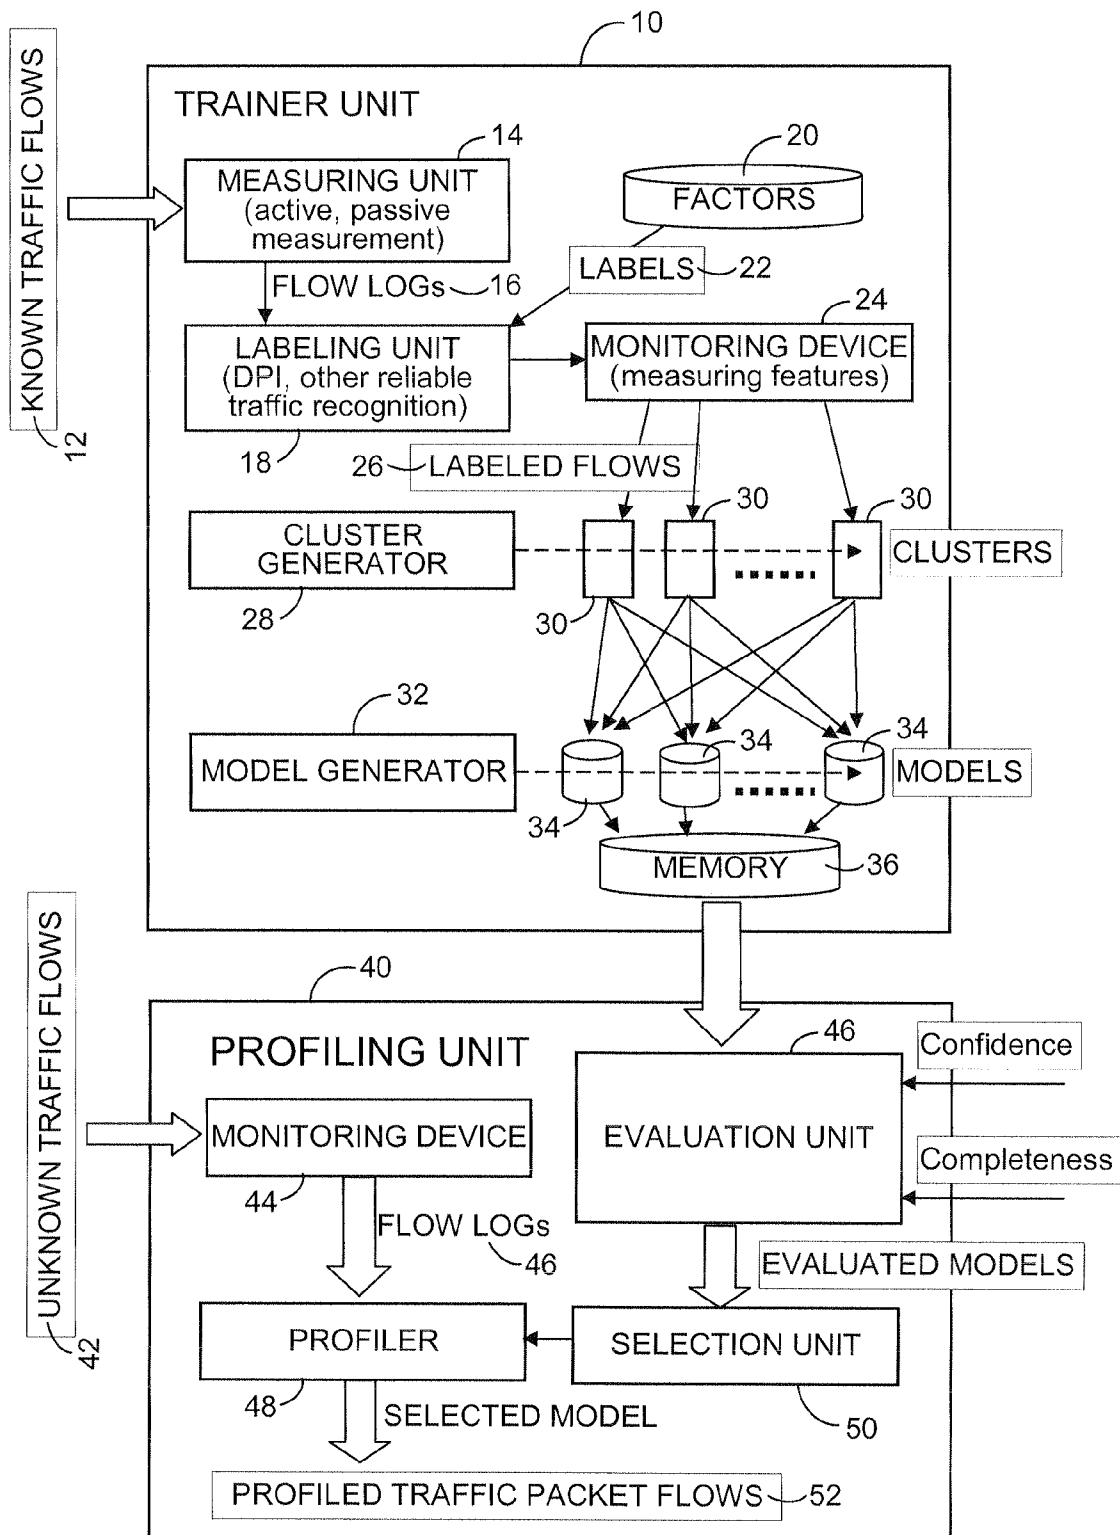 10
KNOWN TRAFFIC FLOWS
12
TRAINER UNIT
14
MEASURING UNIT
(active, passive
measurement)
20
FACTORS
LABELS 22
FLOW LOGs 16
LABELING UNIT
(DPI, other reliable
traffic recognition)
18
24
MONITORING DEVICE
(measuring features)
26 LABELED FLOWS
30
30
CLUSTER
GENERATOR
28
CLUSTERS
30
32
MODEL GENERATOR
34
34
MODELS
34
MEMORY
36
40
UNKNOWN TRAFFIC FLOWS
42
PROFILING UNIT
46
Confidence
MONITORING DEVICE
44
EVALUATION UNIT
Completeness
FLOW LOGs
46
EVALUATED MODELS
PROFILER
48
SELECTION UNIT
50
SELECTED MODEL
PROFILED TRAFFIC PACKET FLOWS 52